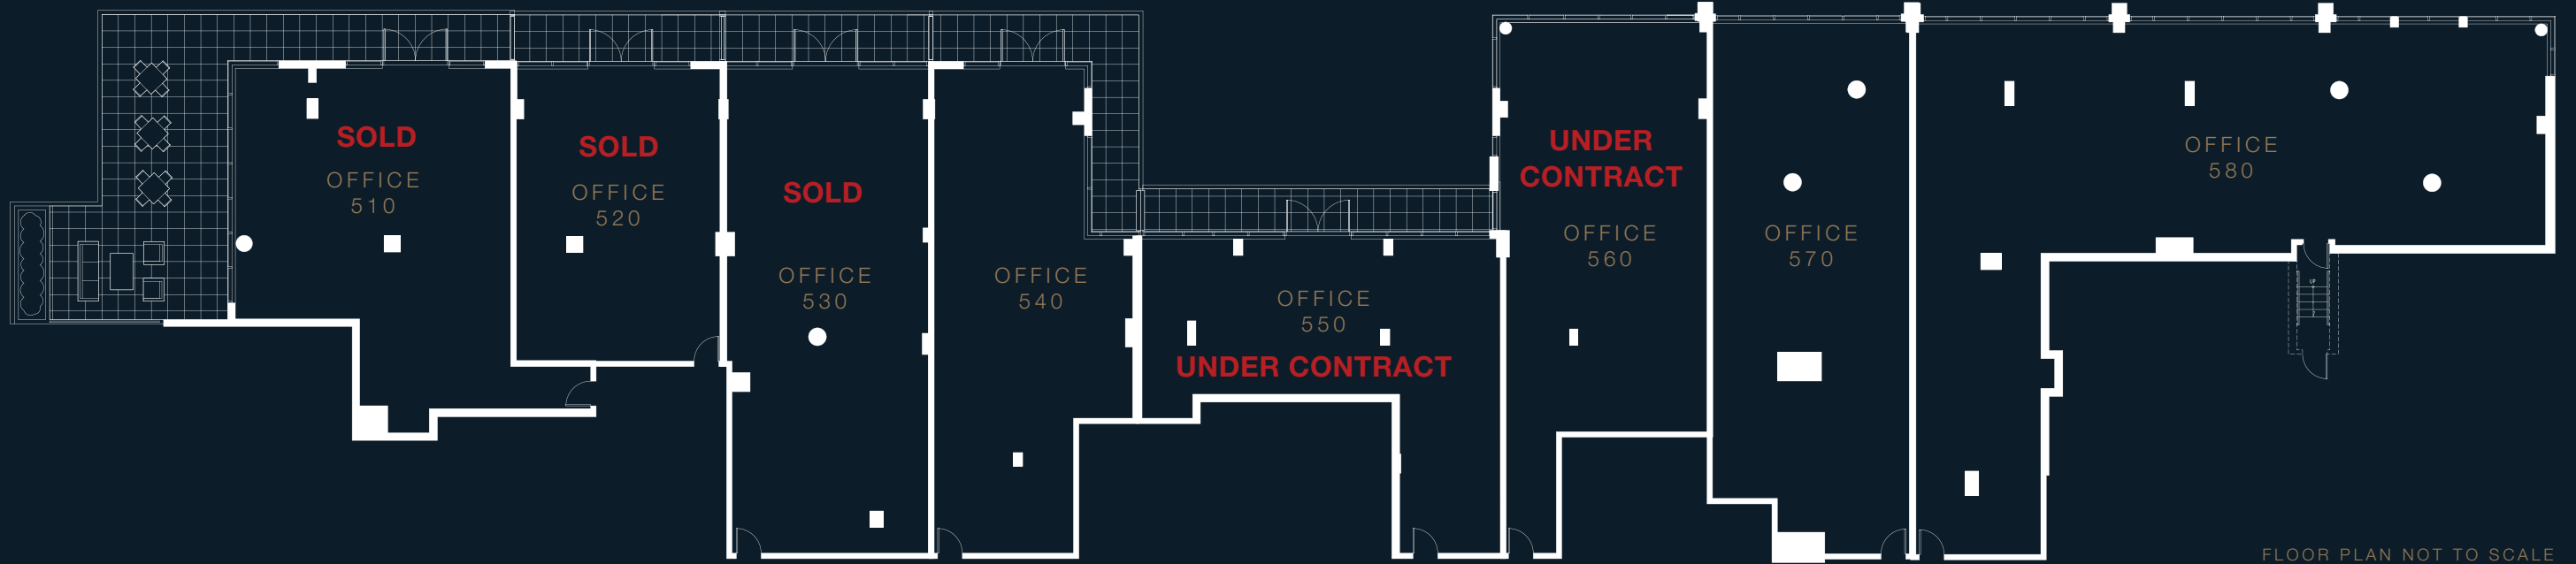 SOLD
OFFICE
510
SOLD
OFFICE
520
SOLD
OFFICE
530
OFFICE
540
OFFICE
550
UNDER CONTRACT
UNDER
CONTRACT
OFFICE
560
OFFICE
570
OFFICE
580
UP
FLOOR PLAN NOT TO SCALE